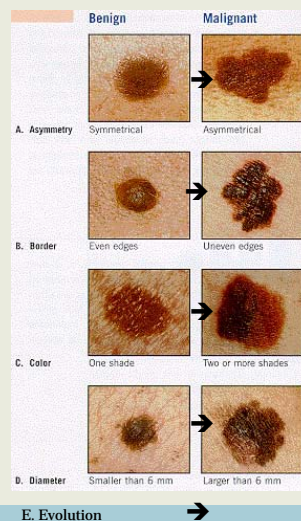 Benign Malignant
A. Asymmetry Symmetrical Asymmetrical
B. Border Even edges Uneven edges
C. Color One shade Two or more shades
D. Diameter Smaller than 6 mm Larger than 6 mm
E. Evolution